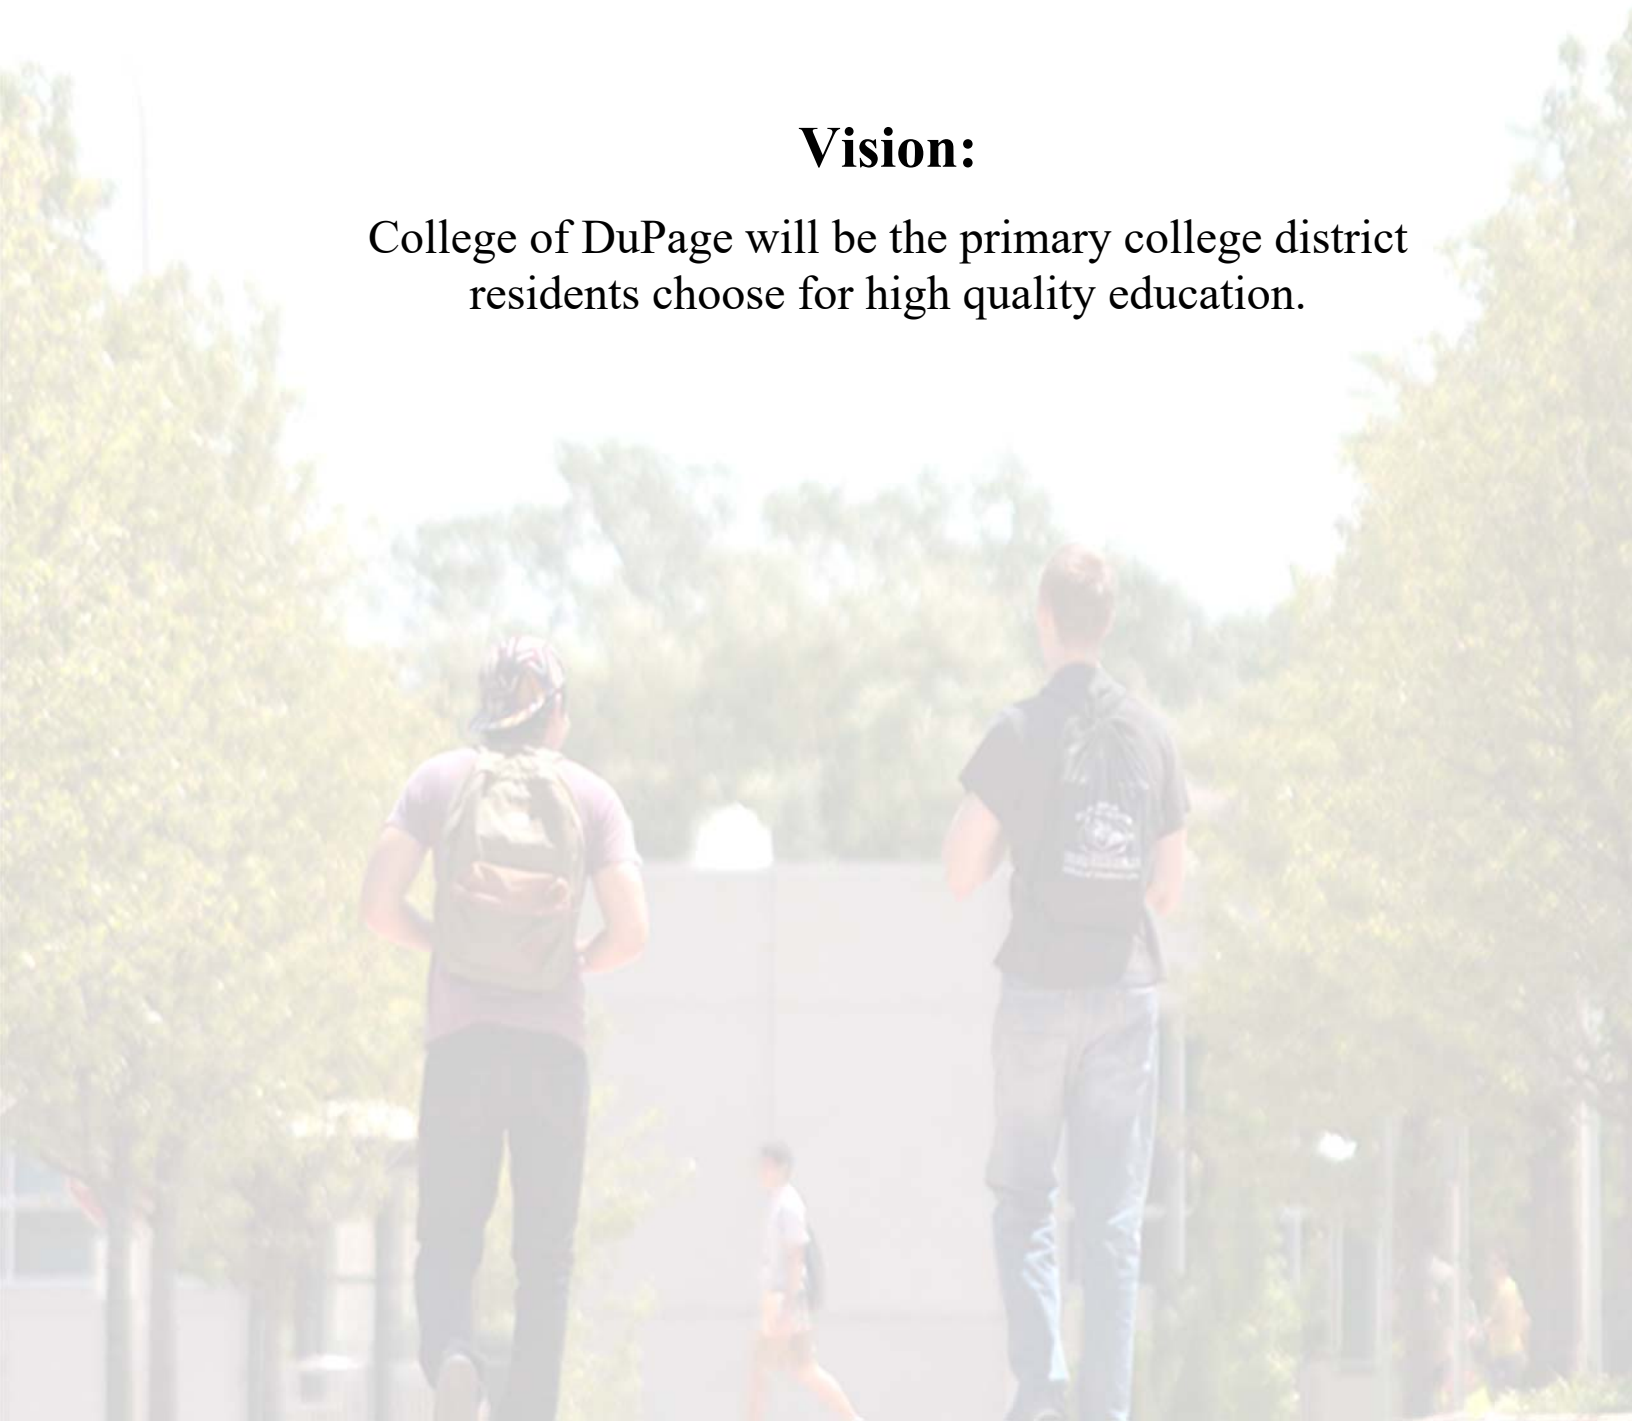 Vision:
College of DuPage will be the primary college district
residents choose for high quality education.